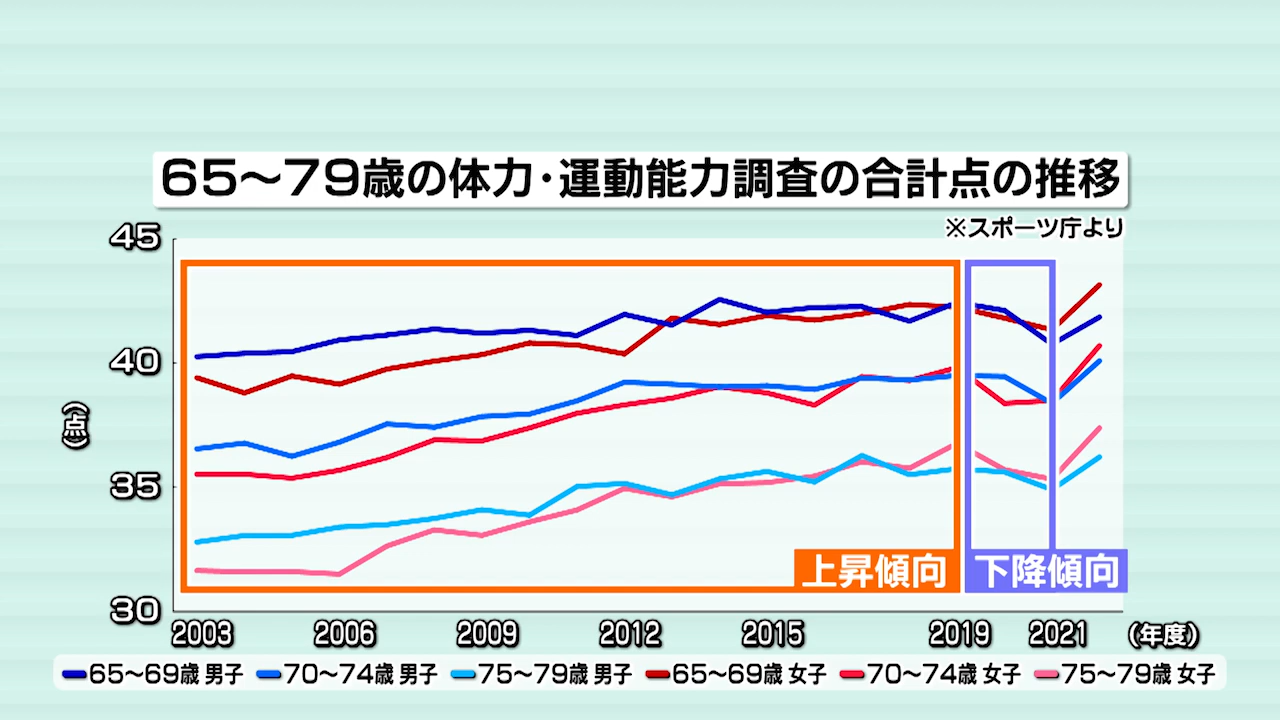 65〜79歳の体力・運動能力調査の合計点の推移
※スポーツ庁より
45
40
(点)
35
30
上昇傾向
下降傾向
2003 2006 2009 2012 2015 2019 2021 (年度)
65〜69歳 男子 70〜74歳 男子 75〜79歳 男子 65〜69歳 女子 70〜74歳 女子 75〜79歳 女子